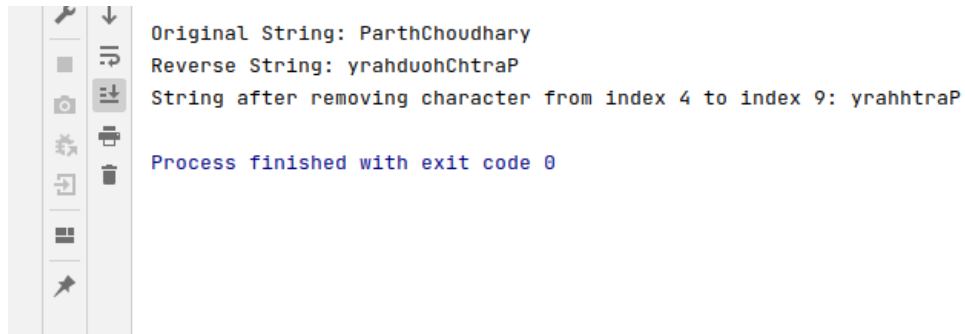 Original String: ParthChoudhary
Reverse String: yrahduohChtraP
String after removing character from index 4 to index 9: yrahhtraP
Process finished with exit code 0